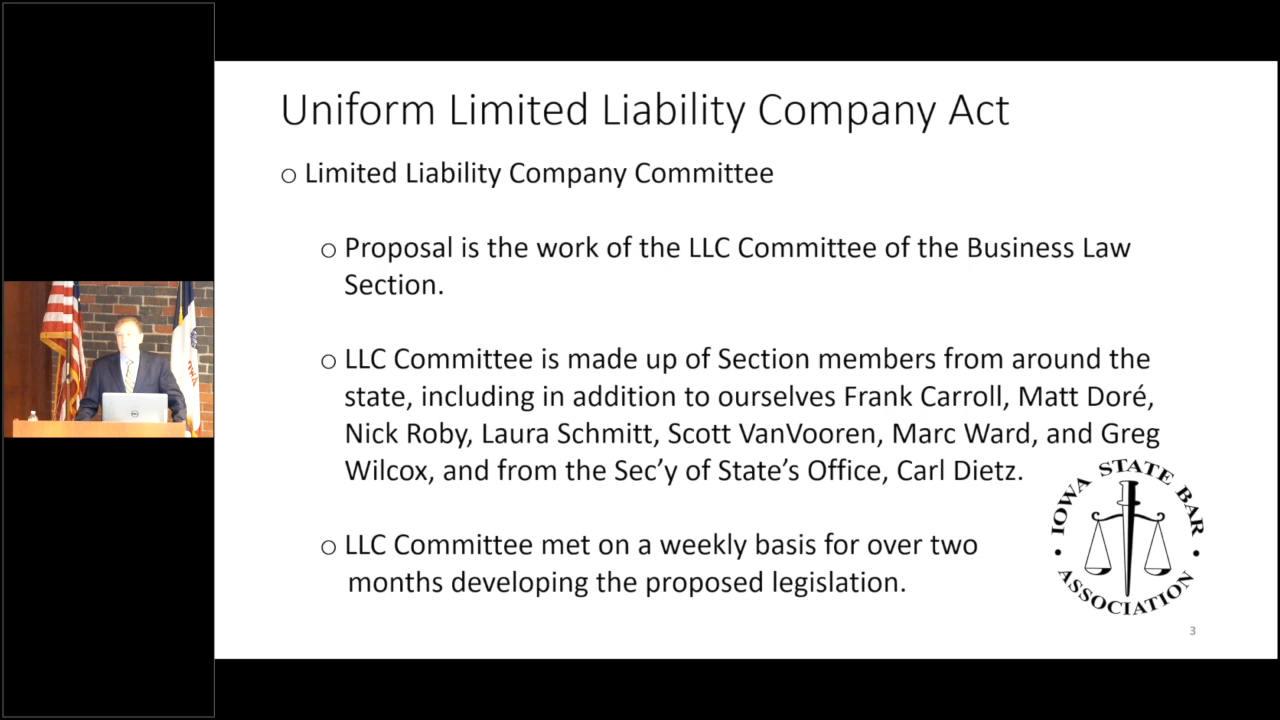 Uniform Limited Liability Company Act
○ Limited Liability Company Committee
○ Proposal is the work of the LLC Committee of the Business Law
Section.
○ LLC Committee is made up of Section members from around the
state, including in addition to ourselves Frank Carroll, Matt Doré,
Nick Roby, Laura Schmitt, Scott VanVooren, Marc Ward, and Greg
Wilcox, and from the Sec’y of State’s Office, Carl Dietz.
○ LLC Committee met on a weekly basis for over two
months developing the proposed legislation.
• IOWA STATE BAR •
ASSOCIATION
3